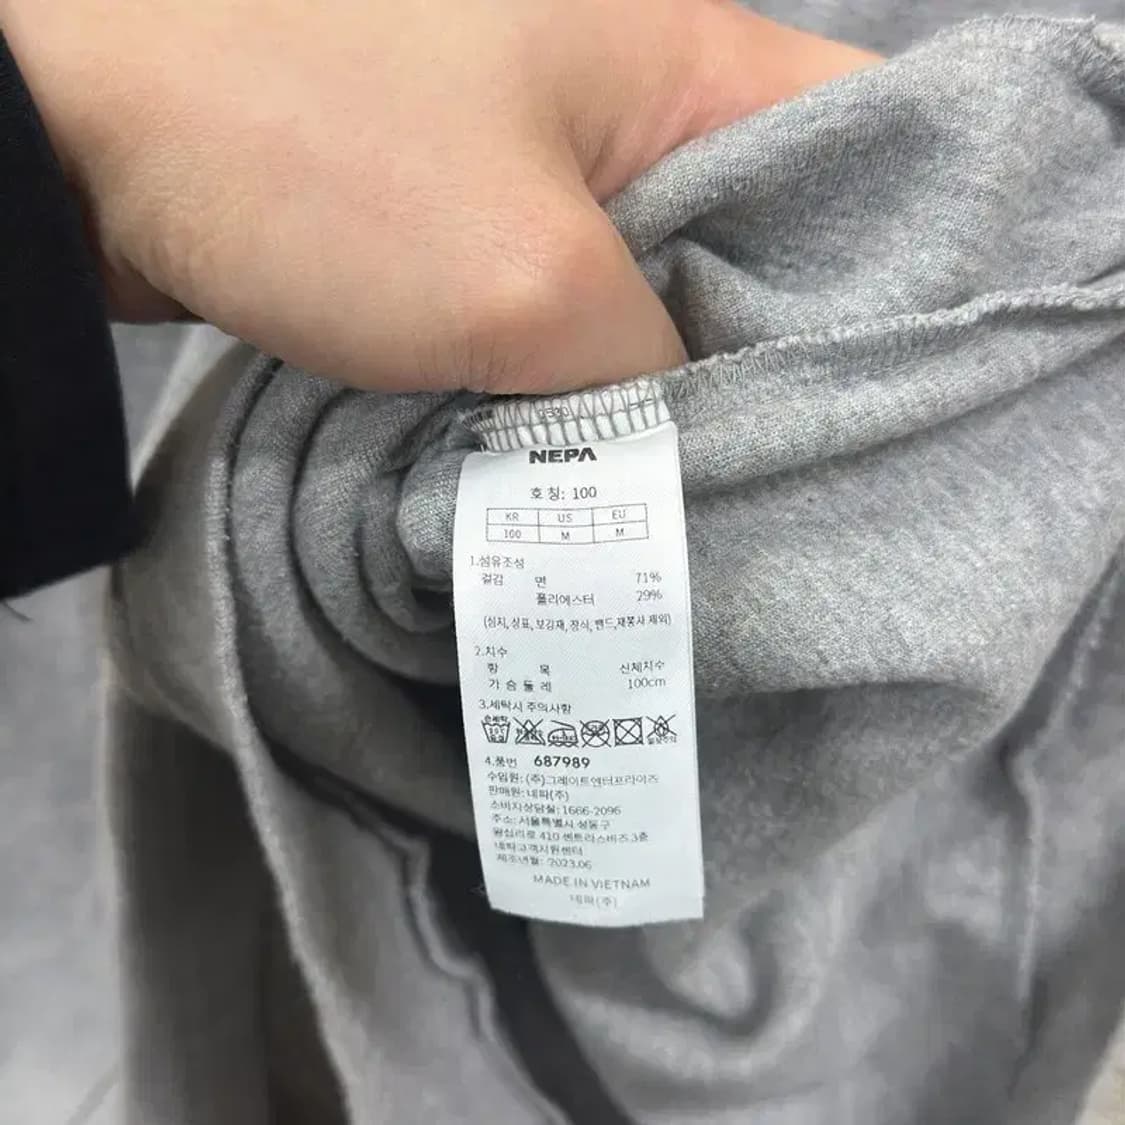 NEPA
호 칭: 100
KR US EU
100 M M
1.섬유조성
겉감 면 71%
폴리에스터 29%
(심지, 상표, 보강재, 장식, 밴드, 재봉사 제외)
2.치수
항 목 신체치수
가 슴 둘 레 100cm
3.세탁시 주의사항
손세탁
4.품번 687989
수입원: (주)그레이트엔터프라이즈
판매원: 네파(주)
소비자상담실: 1666-2096
주소: 서울특별시 성동구
왕십리로 410 센트라스비즈 3층
네파고객지원센터
제조년월: 2023.06
MADE IN VIETNAM
네파(주)